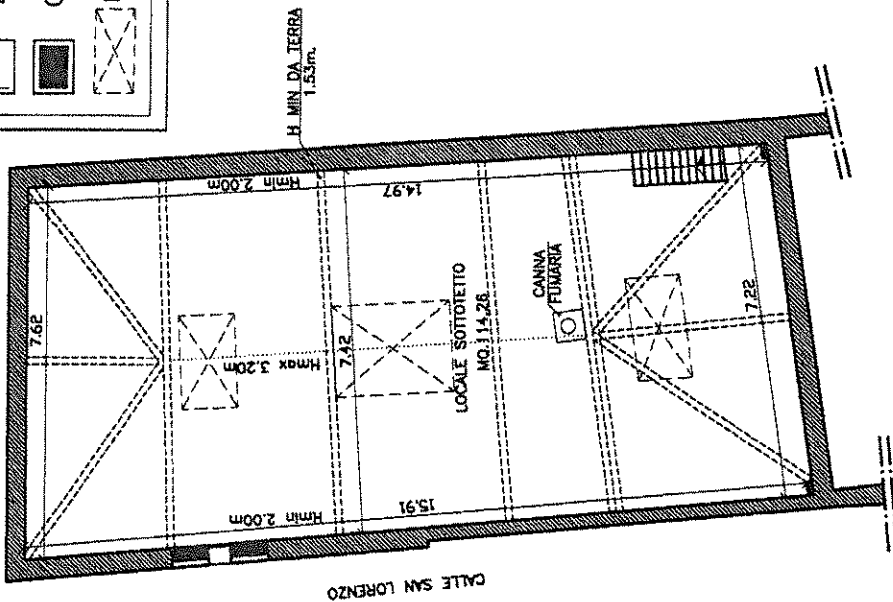 H MIN DA TERRA
1.53m.
7.62
Hmin 2.00m
14.97
Hmax 3.20m
7.42
LOCALE SOTTOTETTO
MQ.114.26
CANNA
FUMARIA
7.22
Hmin 2.00m
15.91
CALLE SAN LORENZO